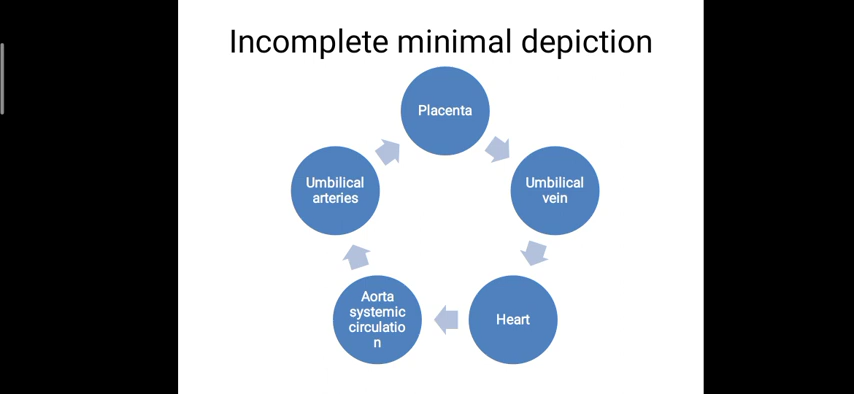 Incomplete minimal depiction
Placenta
Umbilical
vein
Heart
Aorta
systemic
circulatio
n
Umbilical
arteries